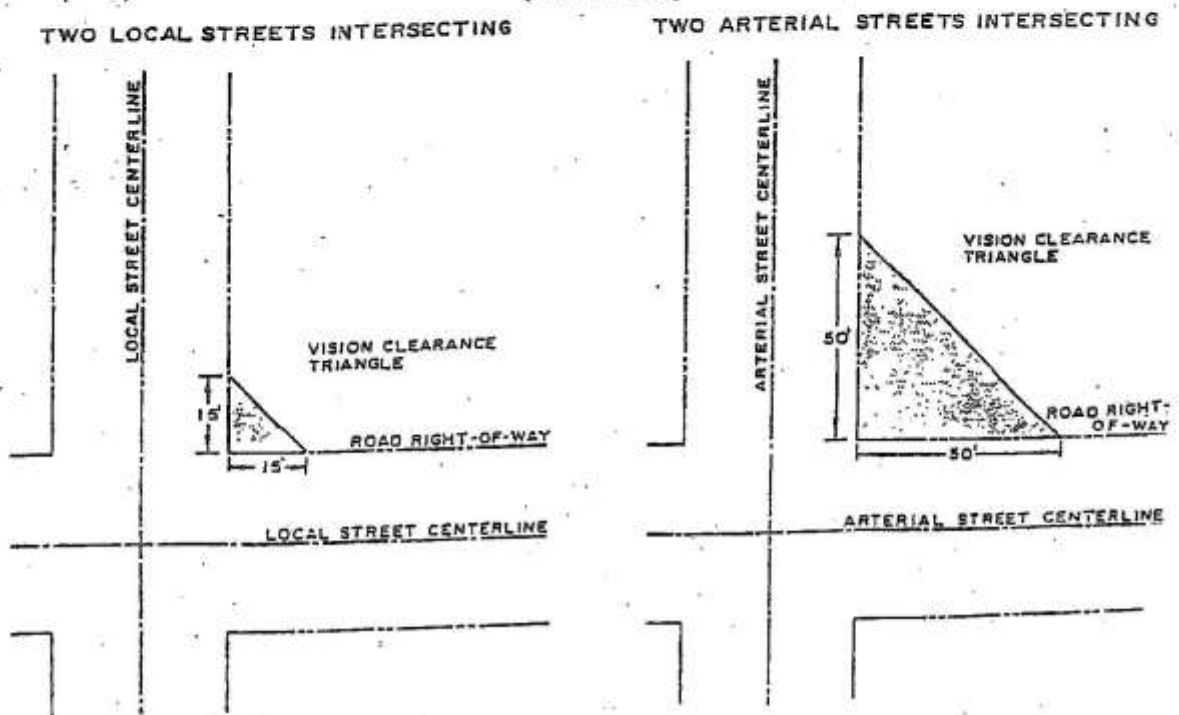 TWO LOCAL STREETS INTERSECTING
LOCAL STREET CENTERLINE
VISION CLEARANCE
TRIANGLE
15'
15'
ROAD RIGHT-OF-WAY
LOCAL STREET CENTERLINE
TWO ARTERIAL STREETS INTERSECTING
ARTERIAL STREET CENTERLINE
VISION CLEARANCE
TRIANGLE
50'
50'
ROAD RIGHT-
OF-WAY
ARTERIAL STREET CENTERLINE